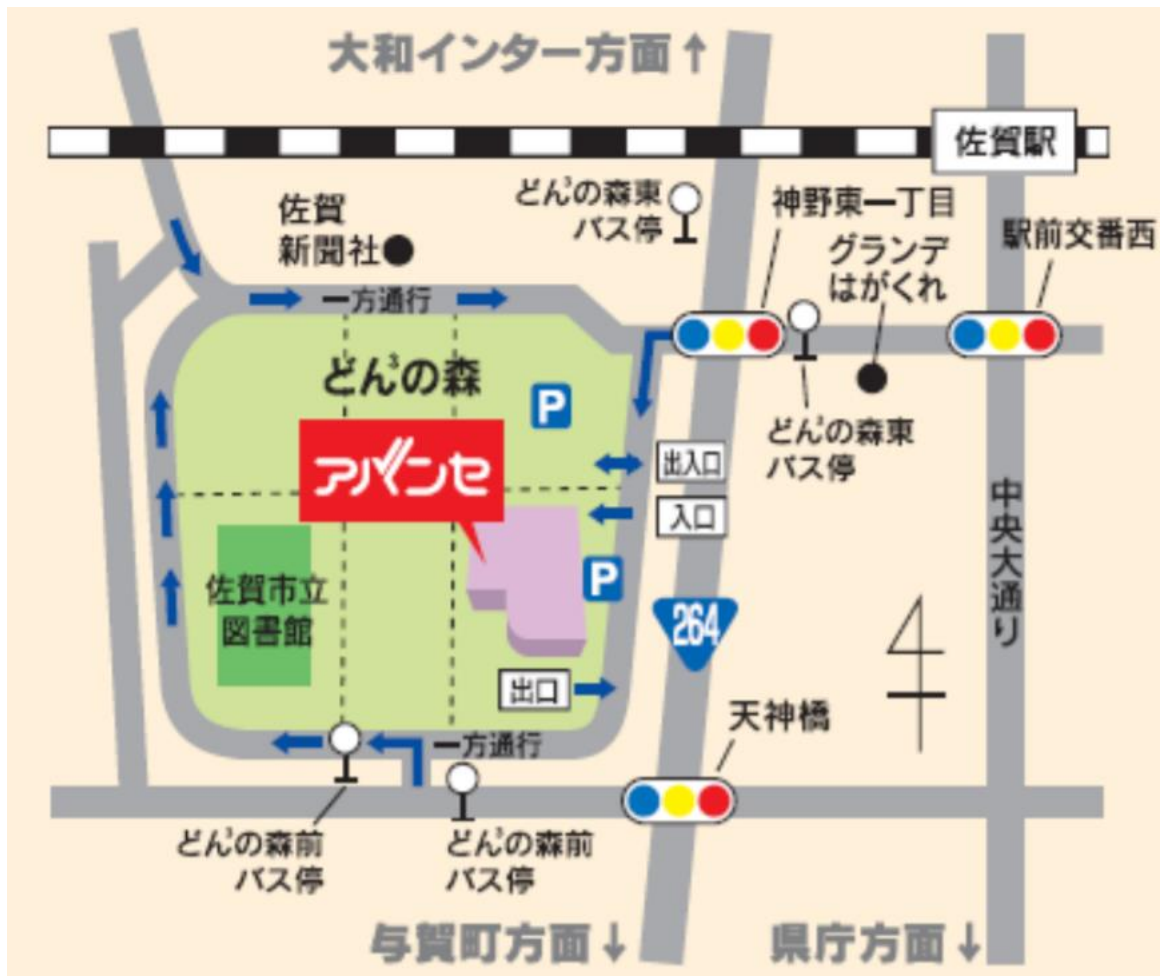 大和インター方面↑
佐賀駅
どん³の森東
バス停
神野東一丁目
駅前交番西
佐賀
新聞社
グランデ
はがくれ
一方通行
どん³の森
P
どん³の森東
バス停
アバンセ
出入口
入口
中央大通り
佐賀市立
図書館
P
264
出口
天神橋
一方通行
どん³の森前
バス停
どん³の森前
バス停
与賀町方面↓
県庁方面↓